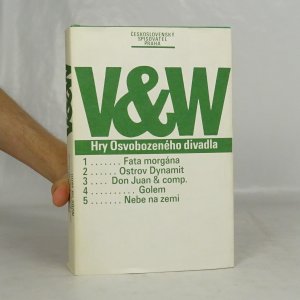 ČESKOSLOVENSKÝ
SPISOVATEL
PRAHA
V&W
Hry Osvobozeného divadla
1 ....... Fata morgána
2 ...... Ostrov Dynamit
3 .... Don Juan & comp.
4 ........... Golem
5 ....... Nebe na zemi
V&W